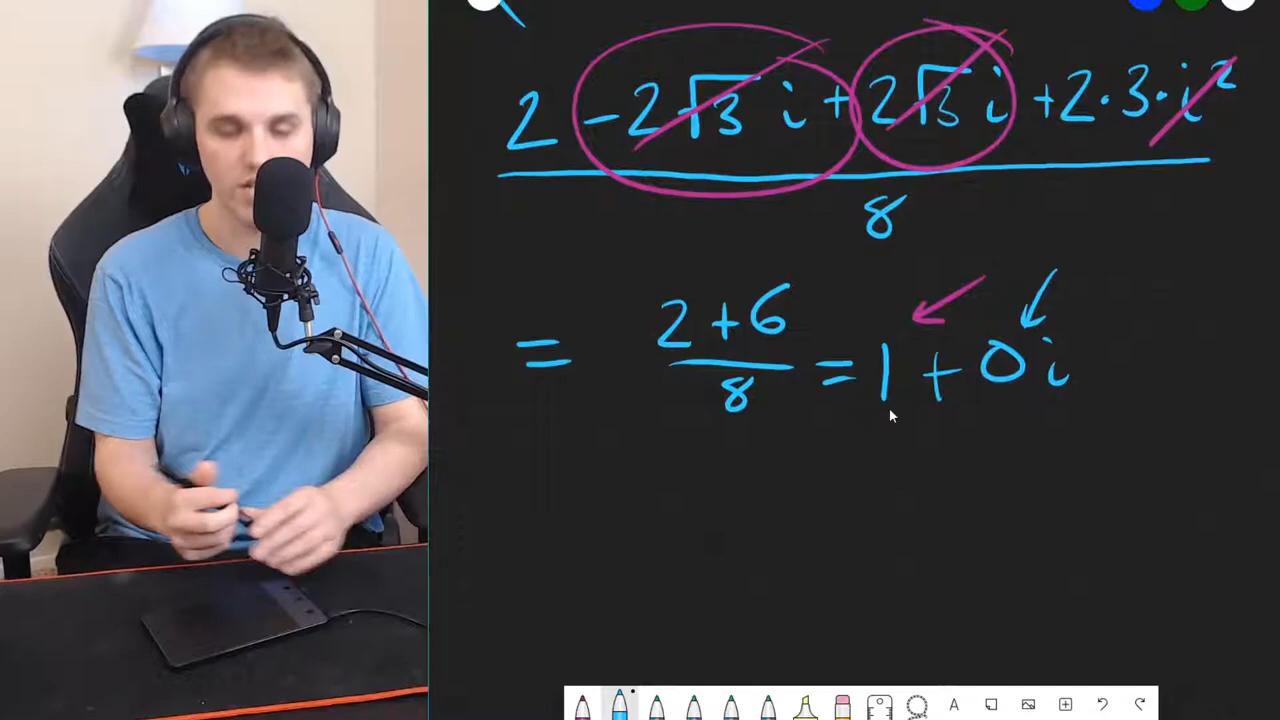 2 - 2√3 i + 2√3 i + 2·3·i²
8
= 2 + 6 = 1 + 0i
8
A